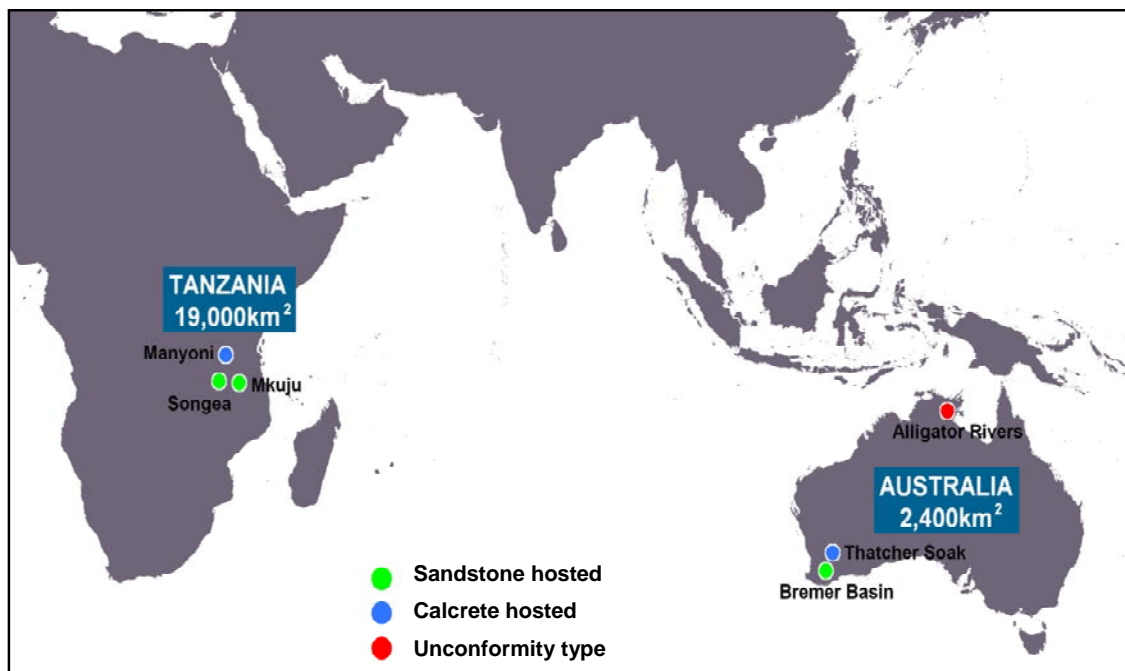 TANZANIA
19,000km²
Manyoni
Mkuju
Songea
Alligator Rivers
AUSTRALIA
2,400km²
Thatcher Soak
Bremer Basin
Sandstone hosted
Calcrete hosted
Unconformity type